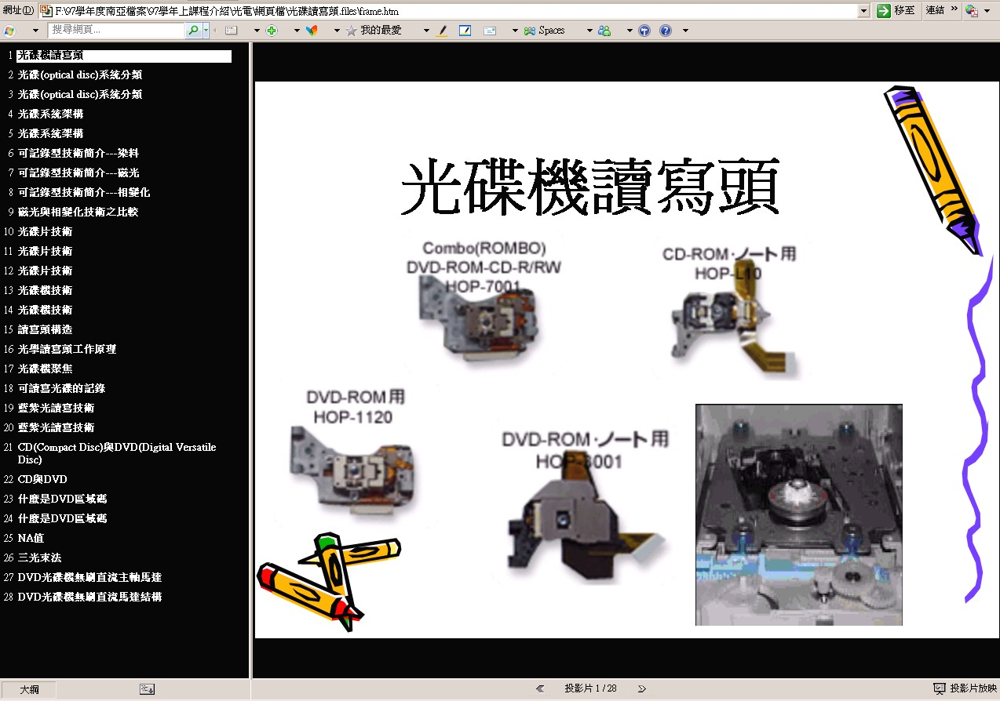 網址(D) F:\97學年度南亞檔案\97學年上課程介紹\光電\網頁檔\光碟讀寫頭.files\frame.htm 移至 連結 »
搜尋網頁... 我的最愛 Spaces
1 光碟機讀寫頭
2 光碟(optical disc)系統分類
3 光碟(optical disc)系統分類
4 光碟系統架構
5 光碟系統架構
6 可記錄型技術簡介---染料
7 可記錄型技術簡介---磁光
8 可記錄型技術簡介---相變化
9 磁光與相變化技術之比較
10 光碟片技術
11 光碟片技術
12 光碟片技術
13 光碟機技術
14 光碟機技術
15 讀寫頭構造
16 光學讀寫頭工作原理
17 光碟機聚焦
18 可讀寫光碟的記錄
19 藍紫光讀寫技術
20 藍紫光讀寫技術
21 CD(Compact Disc)與DVD(Digital Versatile
Disc)
22 CD與DVD
23 什麼是DVD區域碼
24 什麼是DVD區域碼
25 NA值
26 三光束法
27 DVD光碟機無刷直流主軸馬達
28 DVD光碟機無刷直流馬達結構
光碟機讀寫頭
Combo(ROMBO)
DVD-ROM-CD-R/RW
HOP-7001
CD-ROM・ノート用
HOP-L10
DVD-ROM用
HOP-1120
DVD-ROM・ノート用
HOP-3001
大綱
投影片 1 / 28
投影片放映